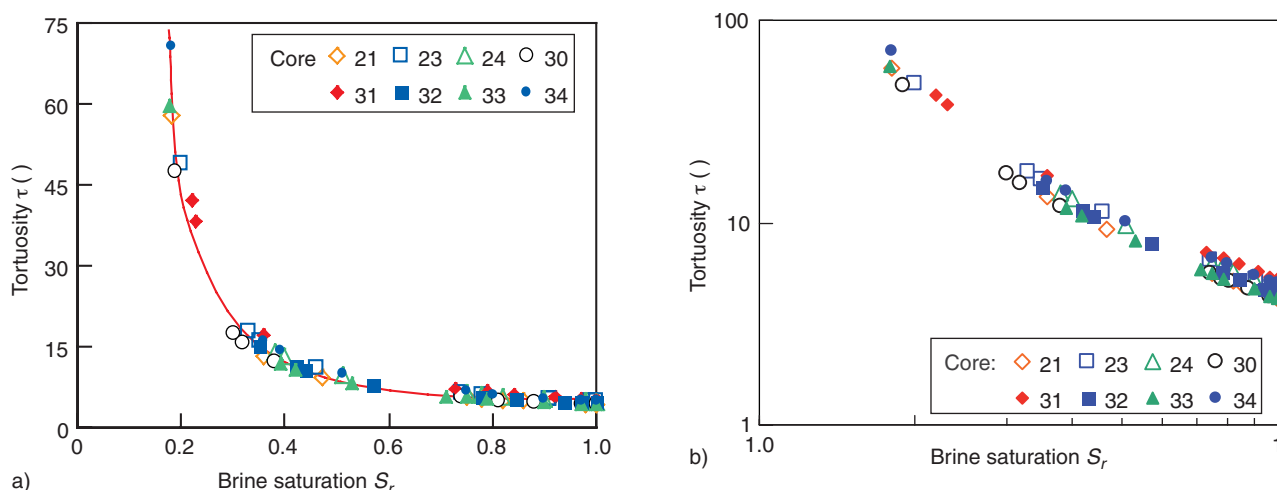 75
60
45
30
15
0
Tortuosity τ ( )
Core 21 23 24 30
31 32 33 34
0 0.2 0.4 0.6 0.8 1.0
a) Brine saturation Sr
100
10
1
Tortuosity τ ( )
Core: 21 23 24 30
31 32 33 34
1.0 1
b) Brine saturation Sr